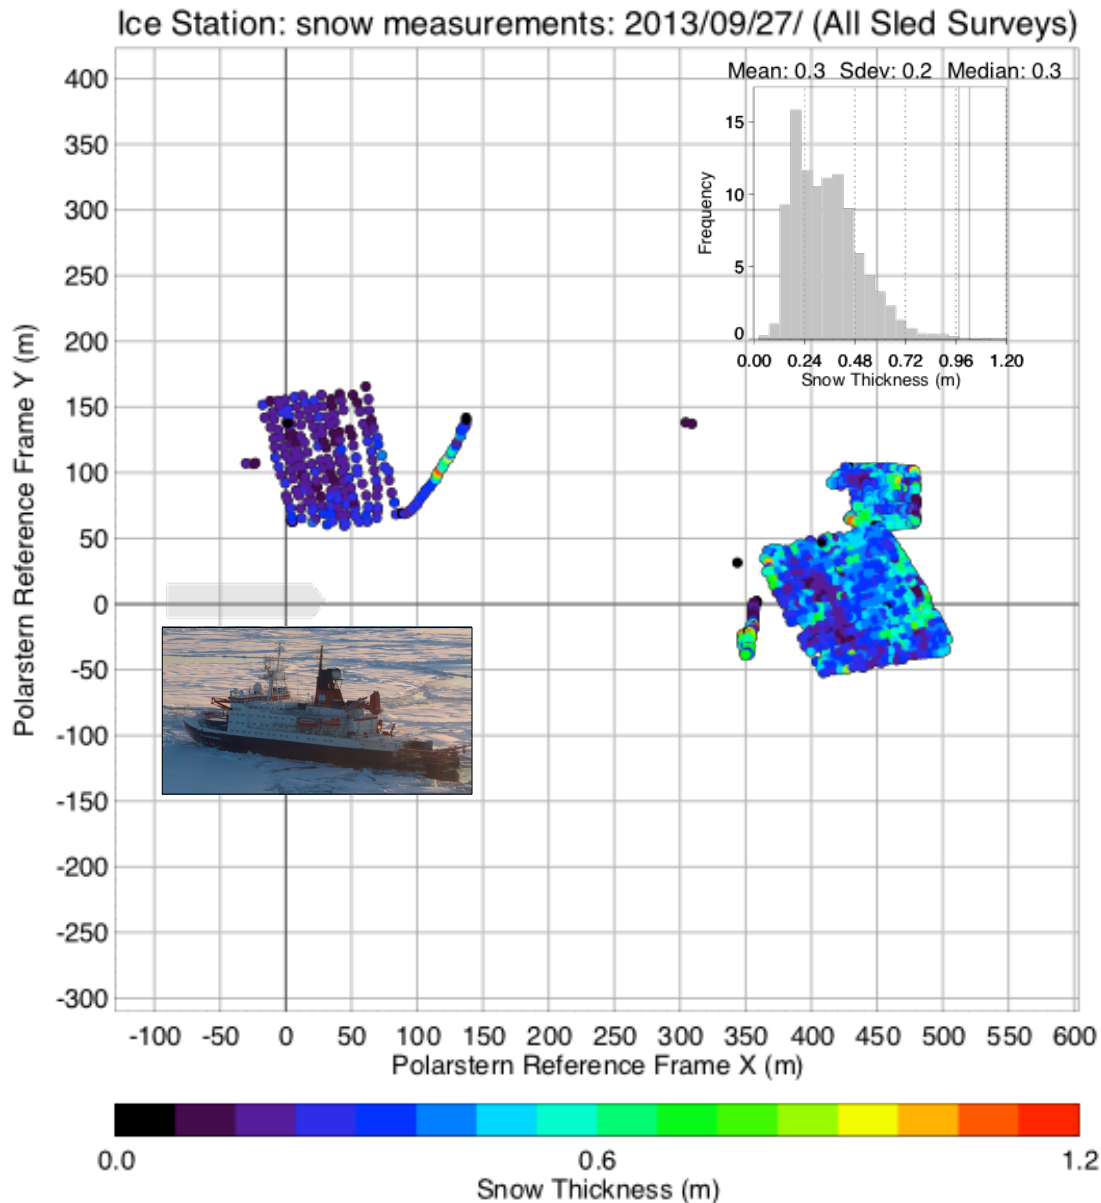 Ice Station: snow measurements: 2013/09/27/ (All Sled Surveys)
Mean: 0.3 Sdev: 0.2 Median: 0.3
Frequency
15
10
5
0
0.00 0.24 0.48 0.72 0.96 1.20
Snow Thickness (m)
Polarstern Reference Frame Y (m)
400
350
300
250
200
150
100
50
0
-50
-100
-150
-200
-250
-300
-100 -50 0 50 100 150 200 250 300 350 400 450 500 550 600
Polarstern Reference Frame X (m)
0.0 0.6 1.2
Snow Thickness (m)